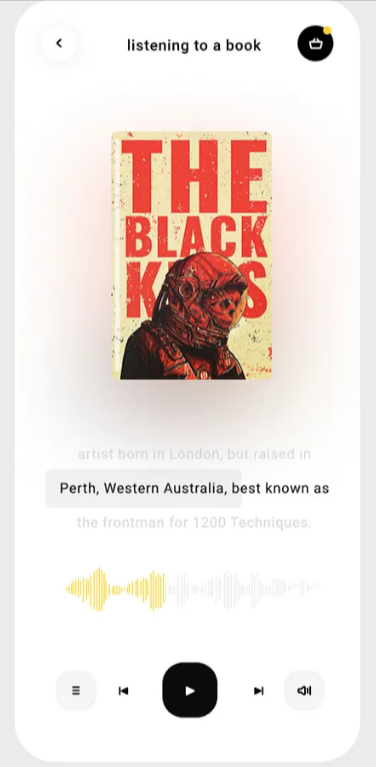 listening to a book
THE
BLACK
K S
artist born in London, but raised in
Perth, Western Australia, best known as
the frontman for 1200 Techniques.